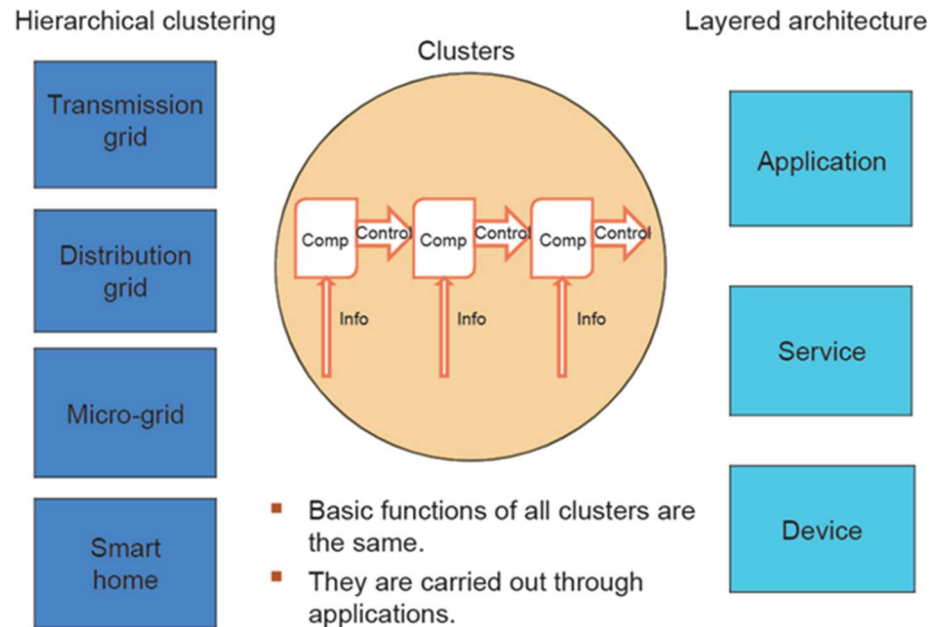 Hierarchical clustering
Transmission
grid
Distribution
grid
Micro-grid
Smart
home
Clusters
Comp
Control
Comp
Control
Comp
Control
Info
Info
Info
▪ Basic functions of all clusters are
the same.
▪ They are carried out through
applications.
Layered architecture
Application
Service
Device